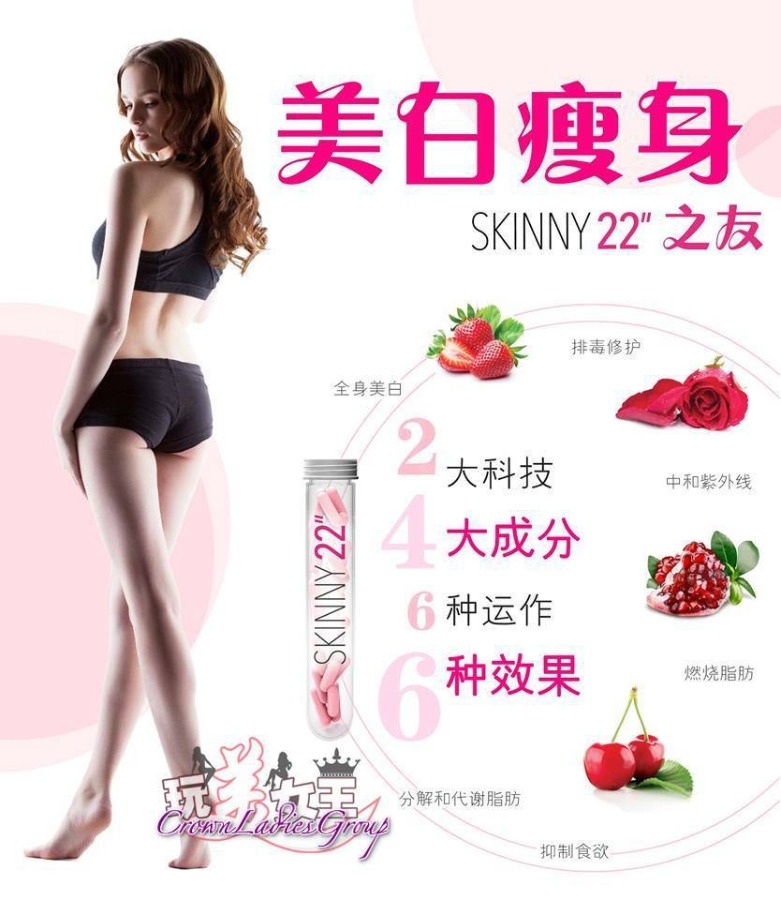 美白瘦身
SKINNY 22" 之友
排毒修护
全身美白
2大科技
中和紫外线
4大成分
SKINNY 22"
6种运作
6种效果
燃烧脂肪
玩美女王
CrownLadiesGroup
分解和代谢脂肪
抑制食欲